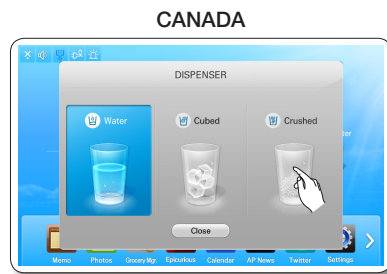 CANADA
DISPENSER
Water Cubed Crushed
Close
Memo Photos Grocery Mgr. Epicurious Calendar AP News Twitter Settings